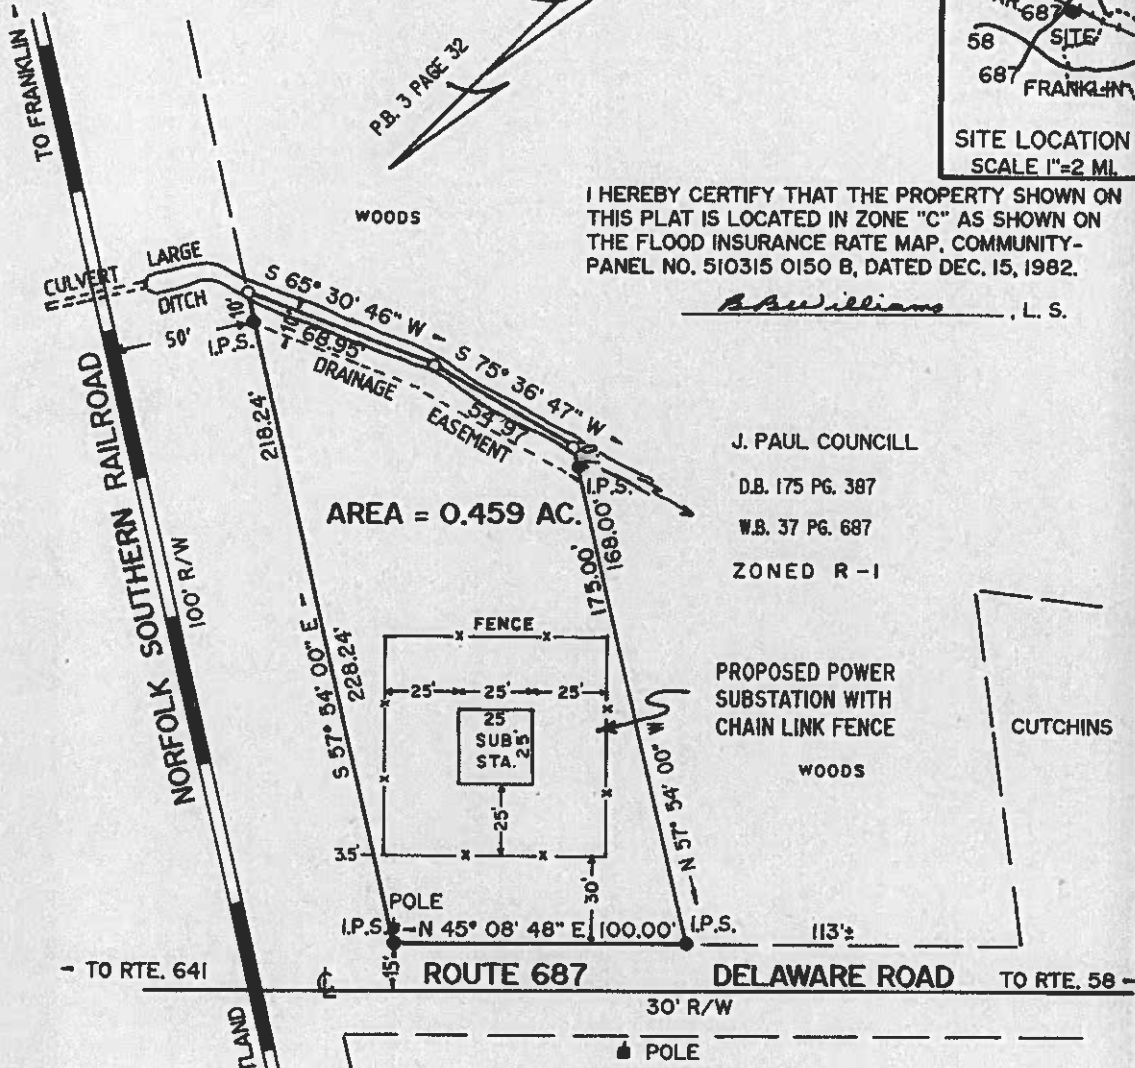 TO FRANKLIN -
P.B. 3 PAGE 32
687
58
SITE
687
FRANKLIN
SITE LOCATION
SCALE 1"=2 MI.
I HEREBY CERTIFY THAT THE PROPERTY SHOWN ON
THIS PLAT IS LOCATED IN ZONE "C" AS SHOWN ON
THE FLOOD INSURANCE RATE MAP, COMMUNITY-
PANEL NO. 510315 0150 B, DATED DEC. 15, 1982.
B B Williams , L. S.
WOODS
CULVERT
LARGE
DITCH
50'
10'
I.P.S.
S 65° 30' 46" W -
10'
68.95'
S 75° 36' 47" W -
54.97
DRAINAGE
EASEMENT
I.P.S.
218.24'
AREA = 0.459 AC.
175.00'
168.00'
J. PAUL COUNCILL
D.B. 175 PG. 387
W.B. 37 PG. 687
ZONED R-1
NORFOLK SOUTHERN RAILROAD
100' R/W
S 57° 54' 00" E -
228.24'
FENCE
25' 25' 25'
25
SUB
STA.
25'
25'
3.5'
30'
PROPOSED POWER
SUBSTATION WITH
CHAIN LINK FENCE
WOODS
- N 57° 54' 00" W
CUTCHINS
POLE
I.P.S. -N 45° 08' 48" E 100.00' I.P.S.
113'±
15'
- TO RTE. 641
ROUTE 687
DELAWARE ROAD
TO RTE. 58 -
30' R/W
POLE